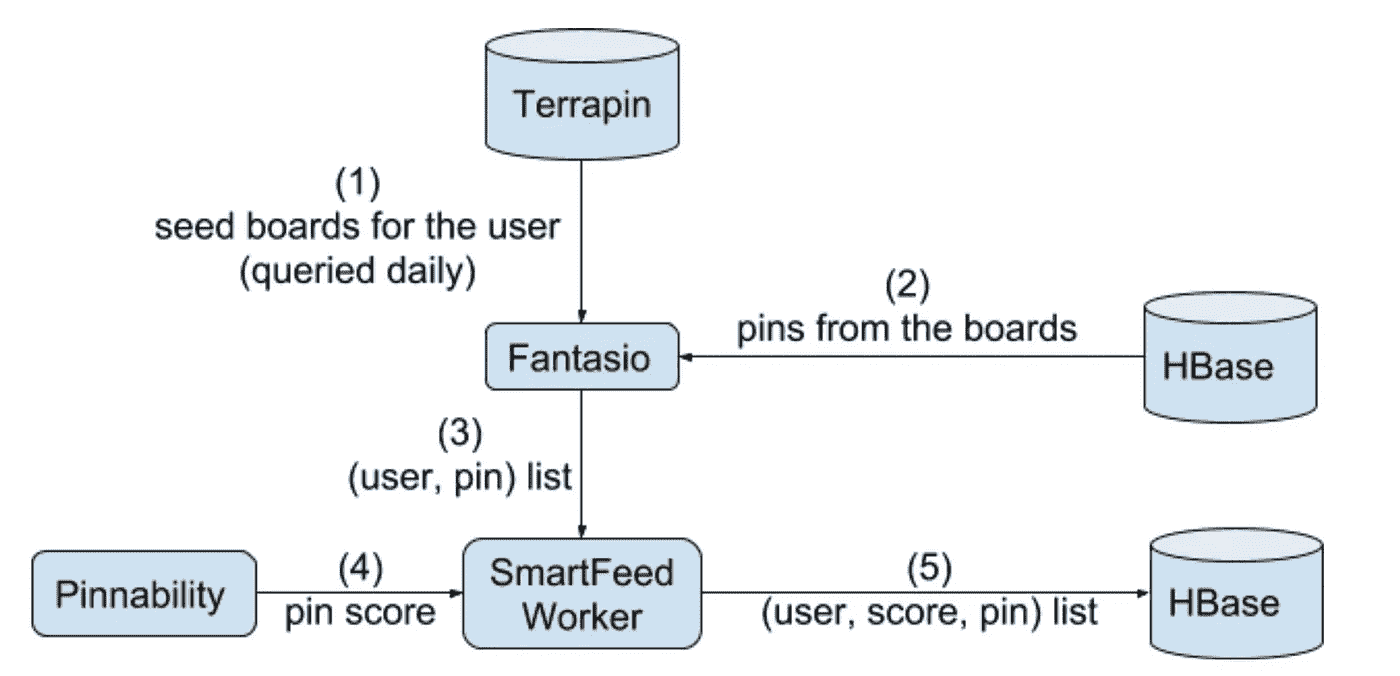 Terrapin
(1)
seed boards for the user
(queried daily)
(2)
pins from the boards
Fantasio
HBase
(3)
(user, pin) list
Pinnability
(4)
pin score
SmartFeed
Worker
(5)
(user, score, pin) list
HBase